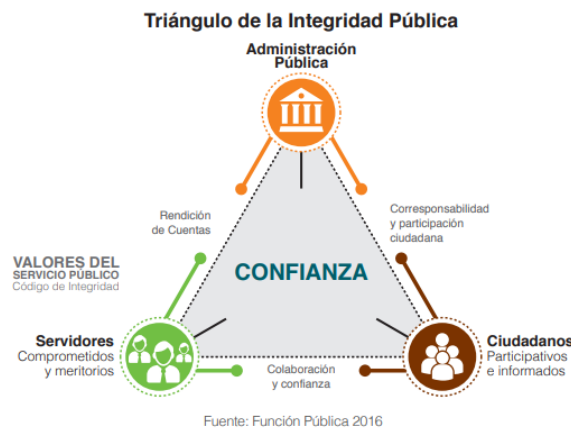 Triángulo de la Integridad Pública
Administración
Pública
Rendición
de Cuentas
Corresponsabilidad
y participación
ciudadana
VALORES DEL
SERVICIO PÚBLICO
Código de Integridad
CONFIANZA
Servidores
Comprometidos
y meritorios
Colaboración
y confianza
Ciudadanos
Participativos
e informados
Fuente: Función Pública 2016